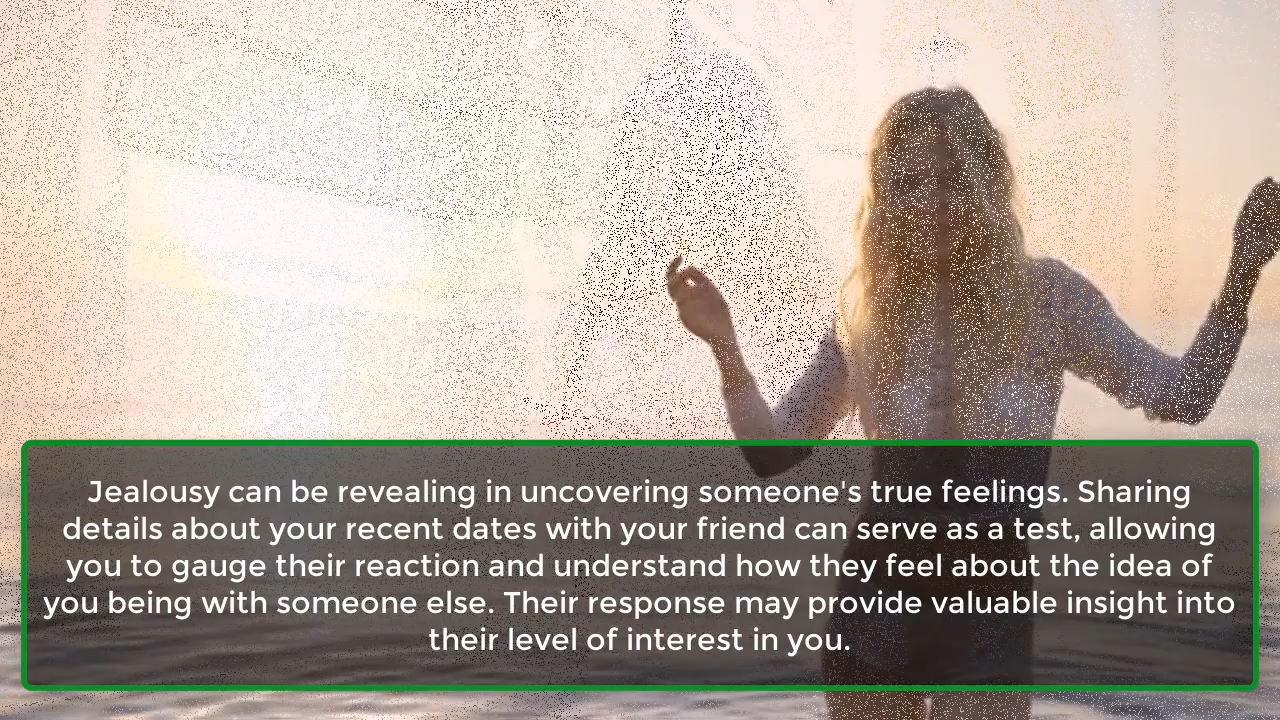 Jealousy can be revealing in uncovering someone's true feelings. Sharing
details about your recent dates with your friend can serve as a test, allowing
you to gauge their reaction and understand how they feel about the idea of
you being with someone else. Their response may provide valuable insight into
their level of interest in you.